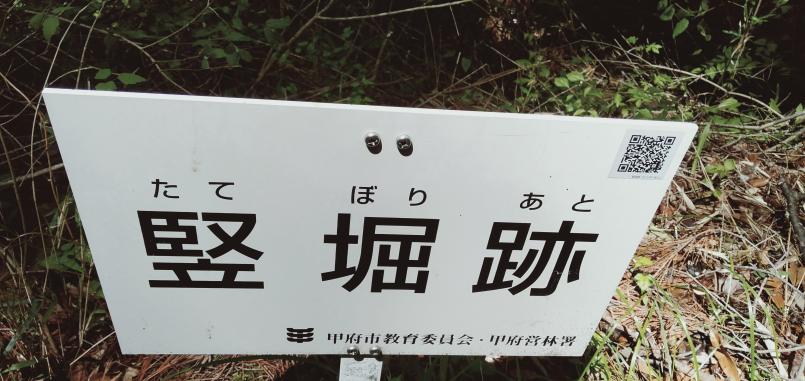 たて ぼり あと
竪堀跡
甲府市教育委員会・甲府営林署